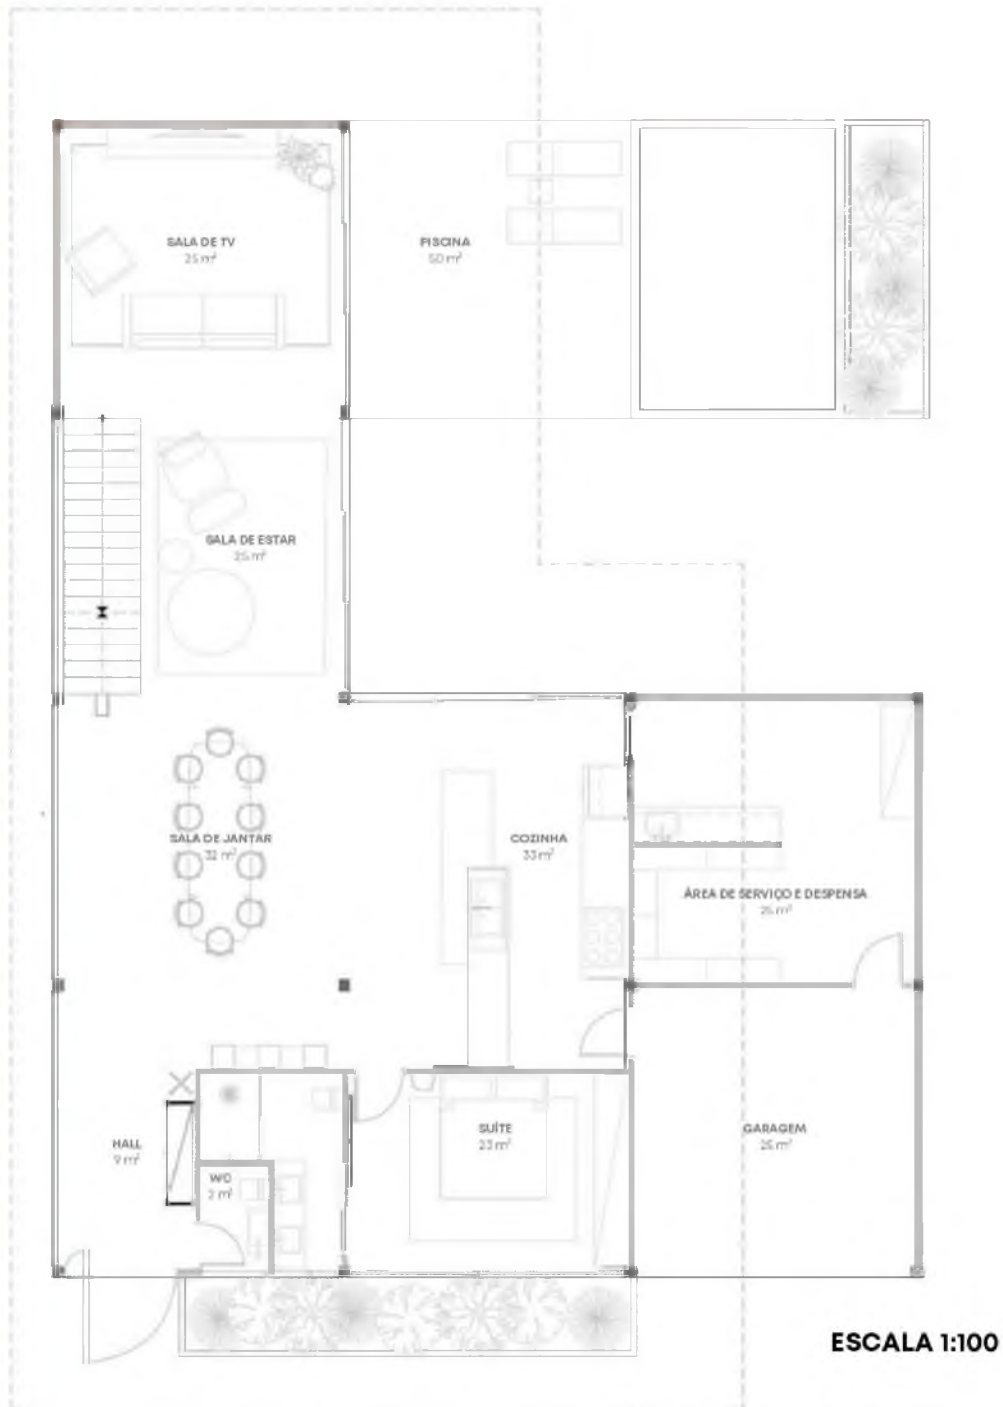 SALA DE TV
25 m²
PISCINA
50 m²
SALA DE ESTAR
25 m²
SALA DE JANTAR
32 m²
COZINHA
33 m²
ÁREA DE SERVIÇO E DESPENSA
25 m²
HALL
9 m²
WC
2 m²
SUÍTE
23 m²
GARAGEM
25 m²
ESCALA 1:100